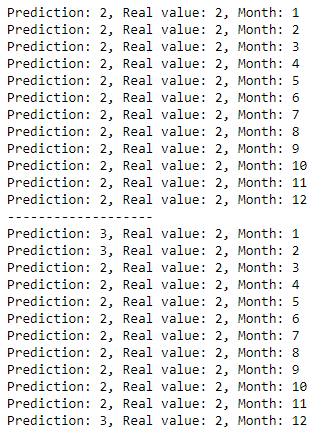 Prediction: 2, Real value: 2, Month: 1
Prediction: 2, Real value: 2, Month: 2
Prediction: 2, Real value: 2, Month: 3
Prediction: 2, Real value: 2, Month: 4
Prediction: 2, Real value: 2, Month: 5
Prediction: 2, Real value: 2, Month: 6
Prediction: 2, Real value: 2, Month: 7
Prediction: 2, Real value: 2, Month: 8
Prediction: 2, Real value: 2, Month: 9
Prediction: 2, Real value: 2, Month: 10
Prediction: 2, Real value: 2, Month: 11
Prediction: 2, Real value: 2, Month: 12
-------------------
Prediction: 3, Real value: 2, Month: 1
Prediction: 3, Real value: 2, Month: 2
Prediction: 2, Real value: 2, Month: 3
Prediction: 2, Real value: 2, Month: 4
Prediction: 2, Real value: 2, Month: 5
Prediction: 2, Real value: 2, Month: 6
Prediction: 2, Real value: 2, Month: 7
Prediction: 2, Real value: 2, Month: 8
Prediction: 2, Real value: 2, Month: 9
Prediction: 2, Real value: 2, Month: 10
Prediction: 2, Real value: 2, Month: 11
Prediction: 3, Real value: 2, Month: 12